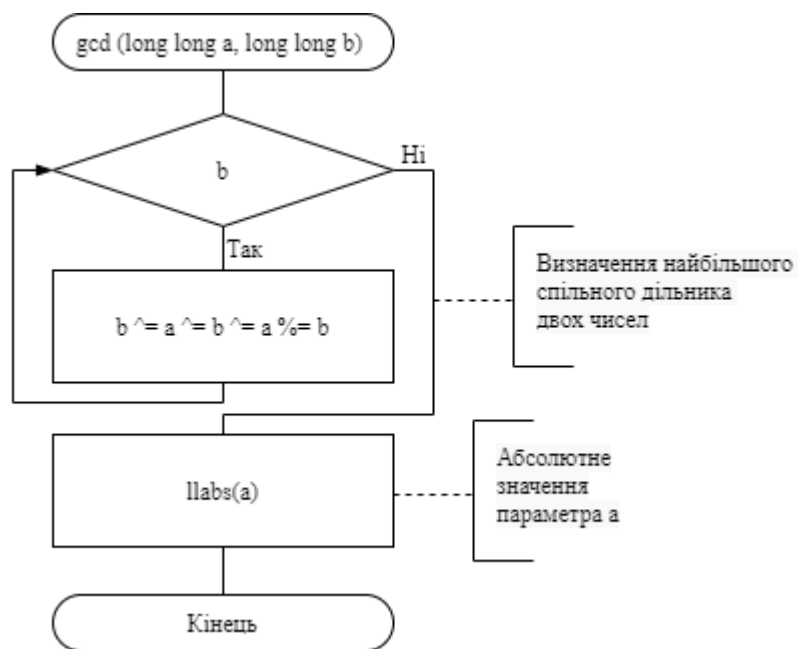 gcd (long long a, long long b)
b
Ні
Так
b ^= a ^= b ^= a %= b
Визначення найбільшого
спільного дільника
двох чисел
llabs(a)
Абсолютне
значення
параметра a
Кінець